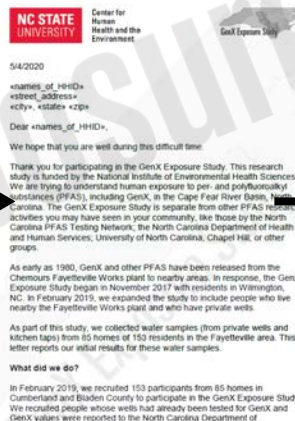 NC STATE
UNIVERSITY
Center for
Human
Health and the
Environment
GenX Exposure Study
5/4/2020
«names_of_HHID»
«street_address»
«city», «state» «zip»
Dear «names_of_HHID»,
We hope that you are well during this difficult time.
Thank you for participating in the GenX Exposure Study. This research
study is funded by the National Institute of Environmental Health Sciences
We are trying to understand human exposure to per- and polyfluoroalkyl
substances (PFAS), including GenX, in the Cape Fear River Basin, North
Carolina. The GenX Exposure Study is separate from other PFAS
activities you may have seen in your community, like those by the North
Carolina PFAS Testing Network; the North Carolina Department of Health
and Human Services; University of North Carolina, Chapel Hill, or other
groups.
As early as 1980, GenX and other PFAS have been released from the
Chemours Fayetteville Works plant to nearby areas. In response, the Gen
Exposure Study began in November 2017 with residents in Wilmington,
NC. In February 2019, we expanded the study to include people who live
nearby the Fayetteville Works plant and who have private wells.
As part of this study, we collected water samples (from private wells and
kitchen taps) from 85 homes of 153 residents in the Fayetteville area. This
letter reports our initial results for these water samples.
What did we do?
In February 2019, we recruited 153 participants from 85 homes in
Cumberland and Bladen County to participate in the GenX Exposure Stud
We recruited people whose wells had already been tested for GenX and
GenX values were reported to the North Carolina Department of